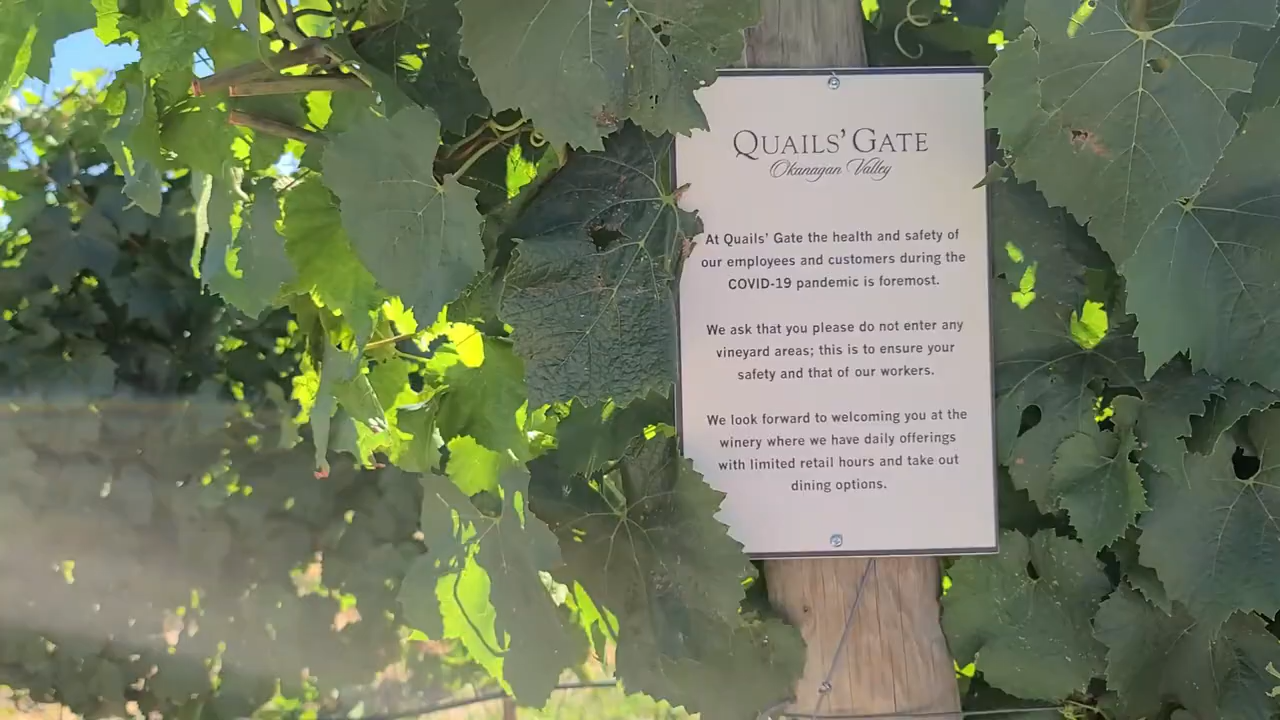 QUAILS' GATE
Okanagan Valley
At Quails' Gate the health and safety of
our employees and customers during the
COVID-19 pandemic is foremost.
We ask that you please do not enter any
vineyard areas; this is to ensure your
safety and that of our workers.
We look forward to welcoming you at the
winery where we have daily offerings
with limited retail hours and take out
dining options.